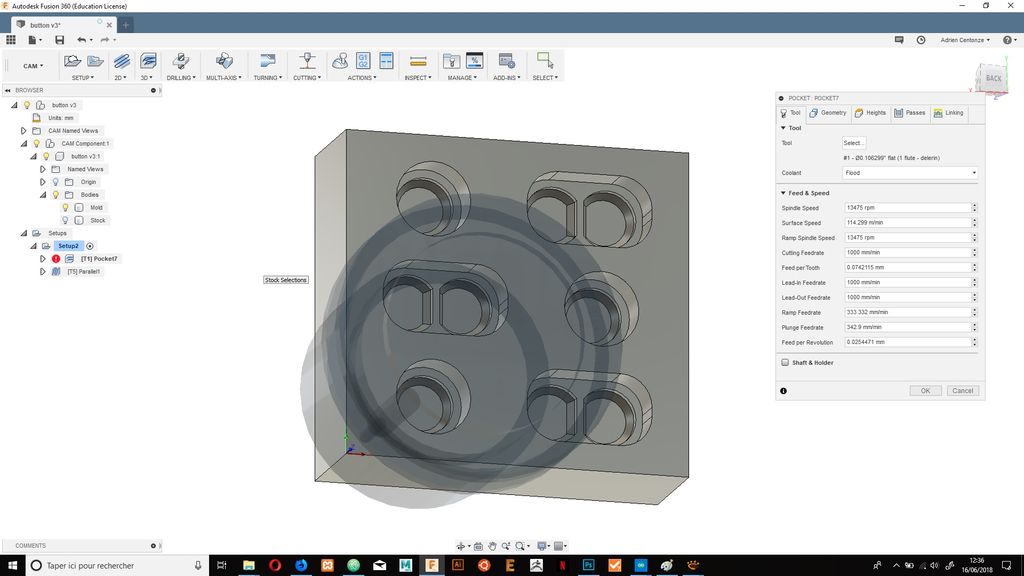 Autodesk Fusion 360 (Education License)
button v3*
Adrien Centonze
CAM
SETUP
2D
3D
DRILLING
MULTI-AXIS
TURNING
CUTTING
ACTIONS
INSPECT
MANAGE
ADD-INS
SELECT
G1
G2
BROWSER
button v3
Units: mm
CAM Named Views
CAM Component:1
button v3:1
Named Views
Origin
Bodies
Mold
Stock
Setups
Setup2
[T1] Pocket7
[T5] Parallel1
Stock Selections
BACK
POCKET : POCKET7
Tool
Geometry
Heights
Passes
Linking
Tool
Tool
Select...
#1 - Ø0.106299" flat (1 flute - delerin)
Coolant
Flood
Feed & Speed
Spindle Speed
13475 rpm
Surface Speed
114.299 m/min
Ramp Spindle Speed
13475 rpm
Cutting Feedrate
1000 mm/min
Feed per Tooth
0.0742115 mm
Lead-In Feedrate
1000 mm/min
Lead-Out Feedrate
1000 mm/min
Ramp Feedrate
333.332 mm/min
Plunge Feedrate
342.9 mm/min
Feed per Revolution
0.0254471 mm
Shaft & Holder
OK
Cancel
COMMENTS
Taper ici pour rechercher
12:36
16/06/2018